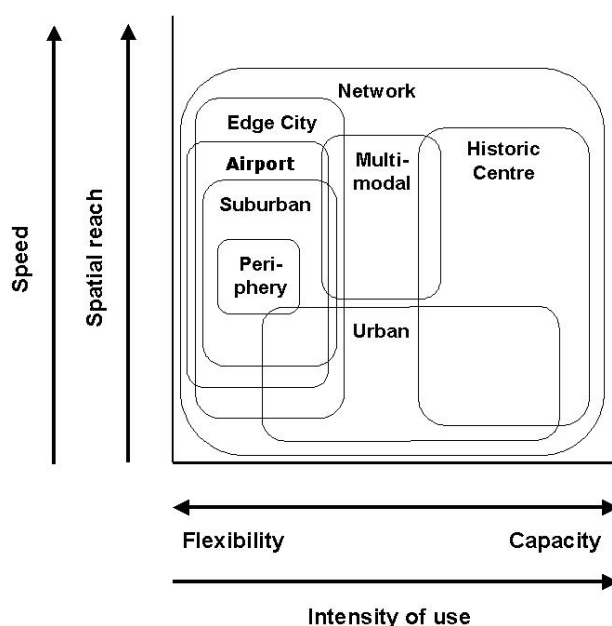 Network
Edge City
Airport
Multi-
modal
Historic
Centre
Suburban
Peri-
phery
Urban
Speed
Spatial reach
Flexibility
Capacity
Intensity of use